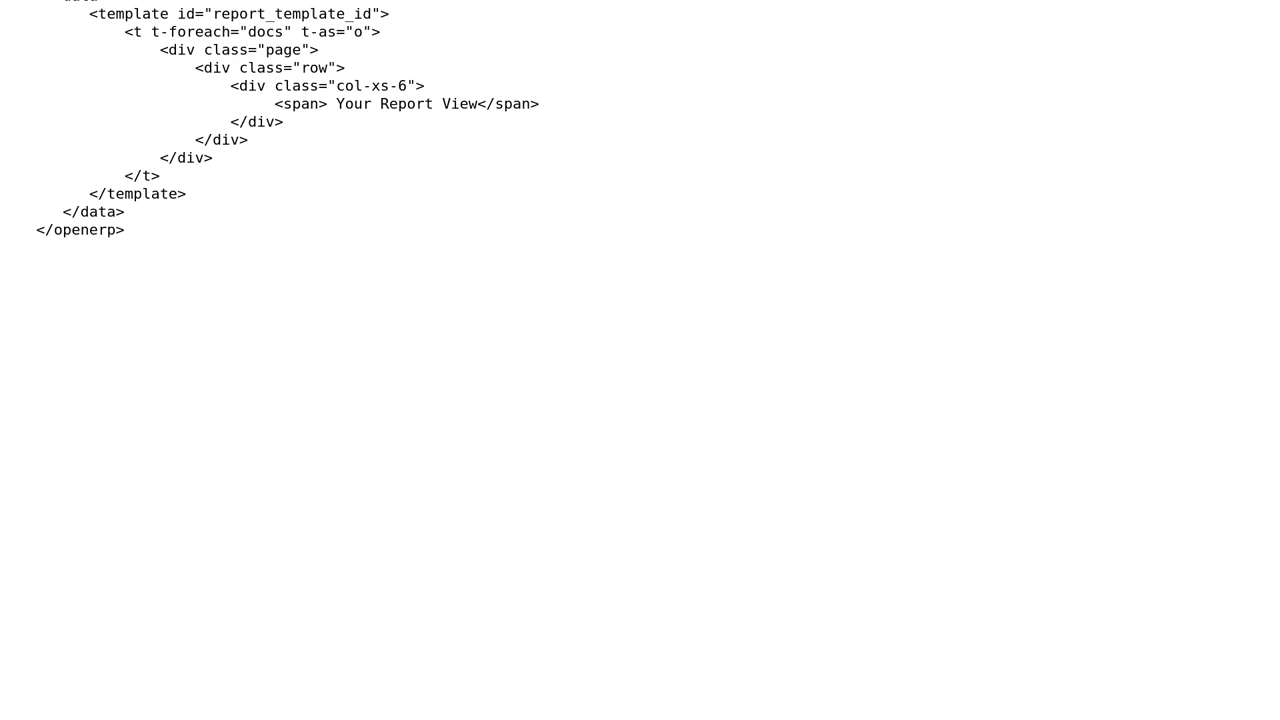 <template id="report_template_id">
<t t-foreach="docs" t-as="o">
<div class="page">
<div class="row">
<div class="col-xs-6">
<span> Your Report View</span>
</div>
</div>
</div>
</t>
</template>
</data>
</openerp>